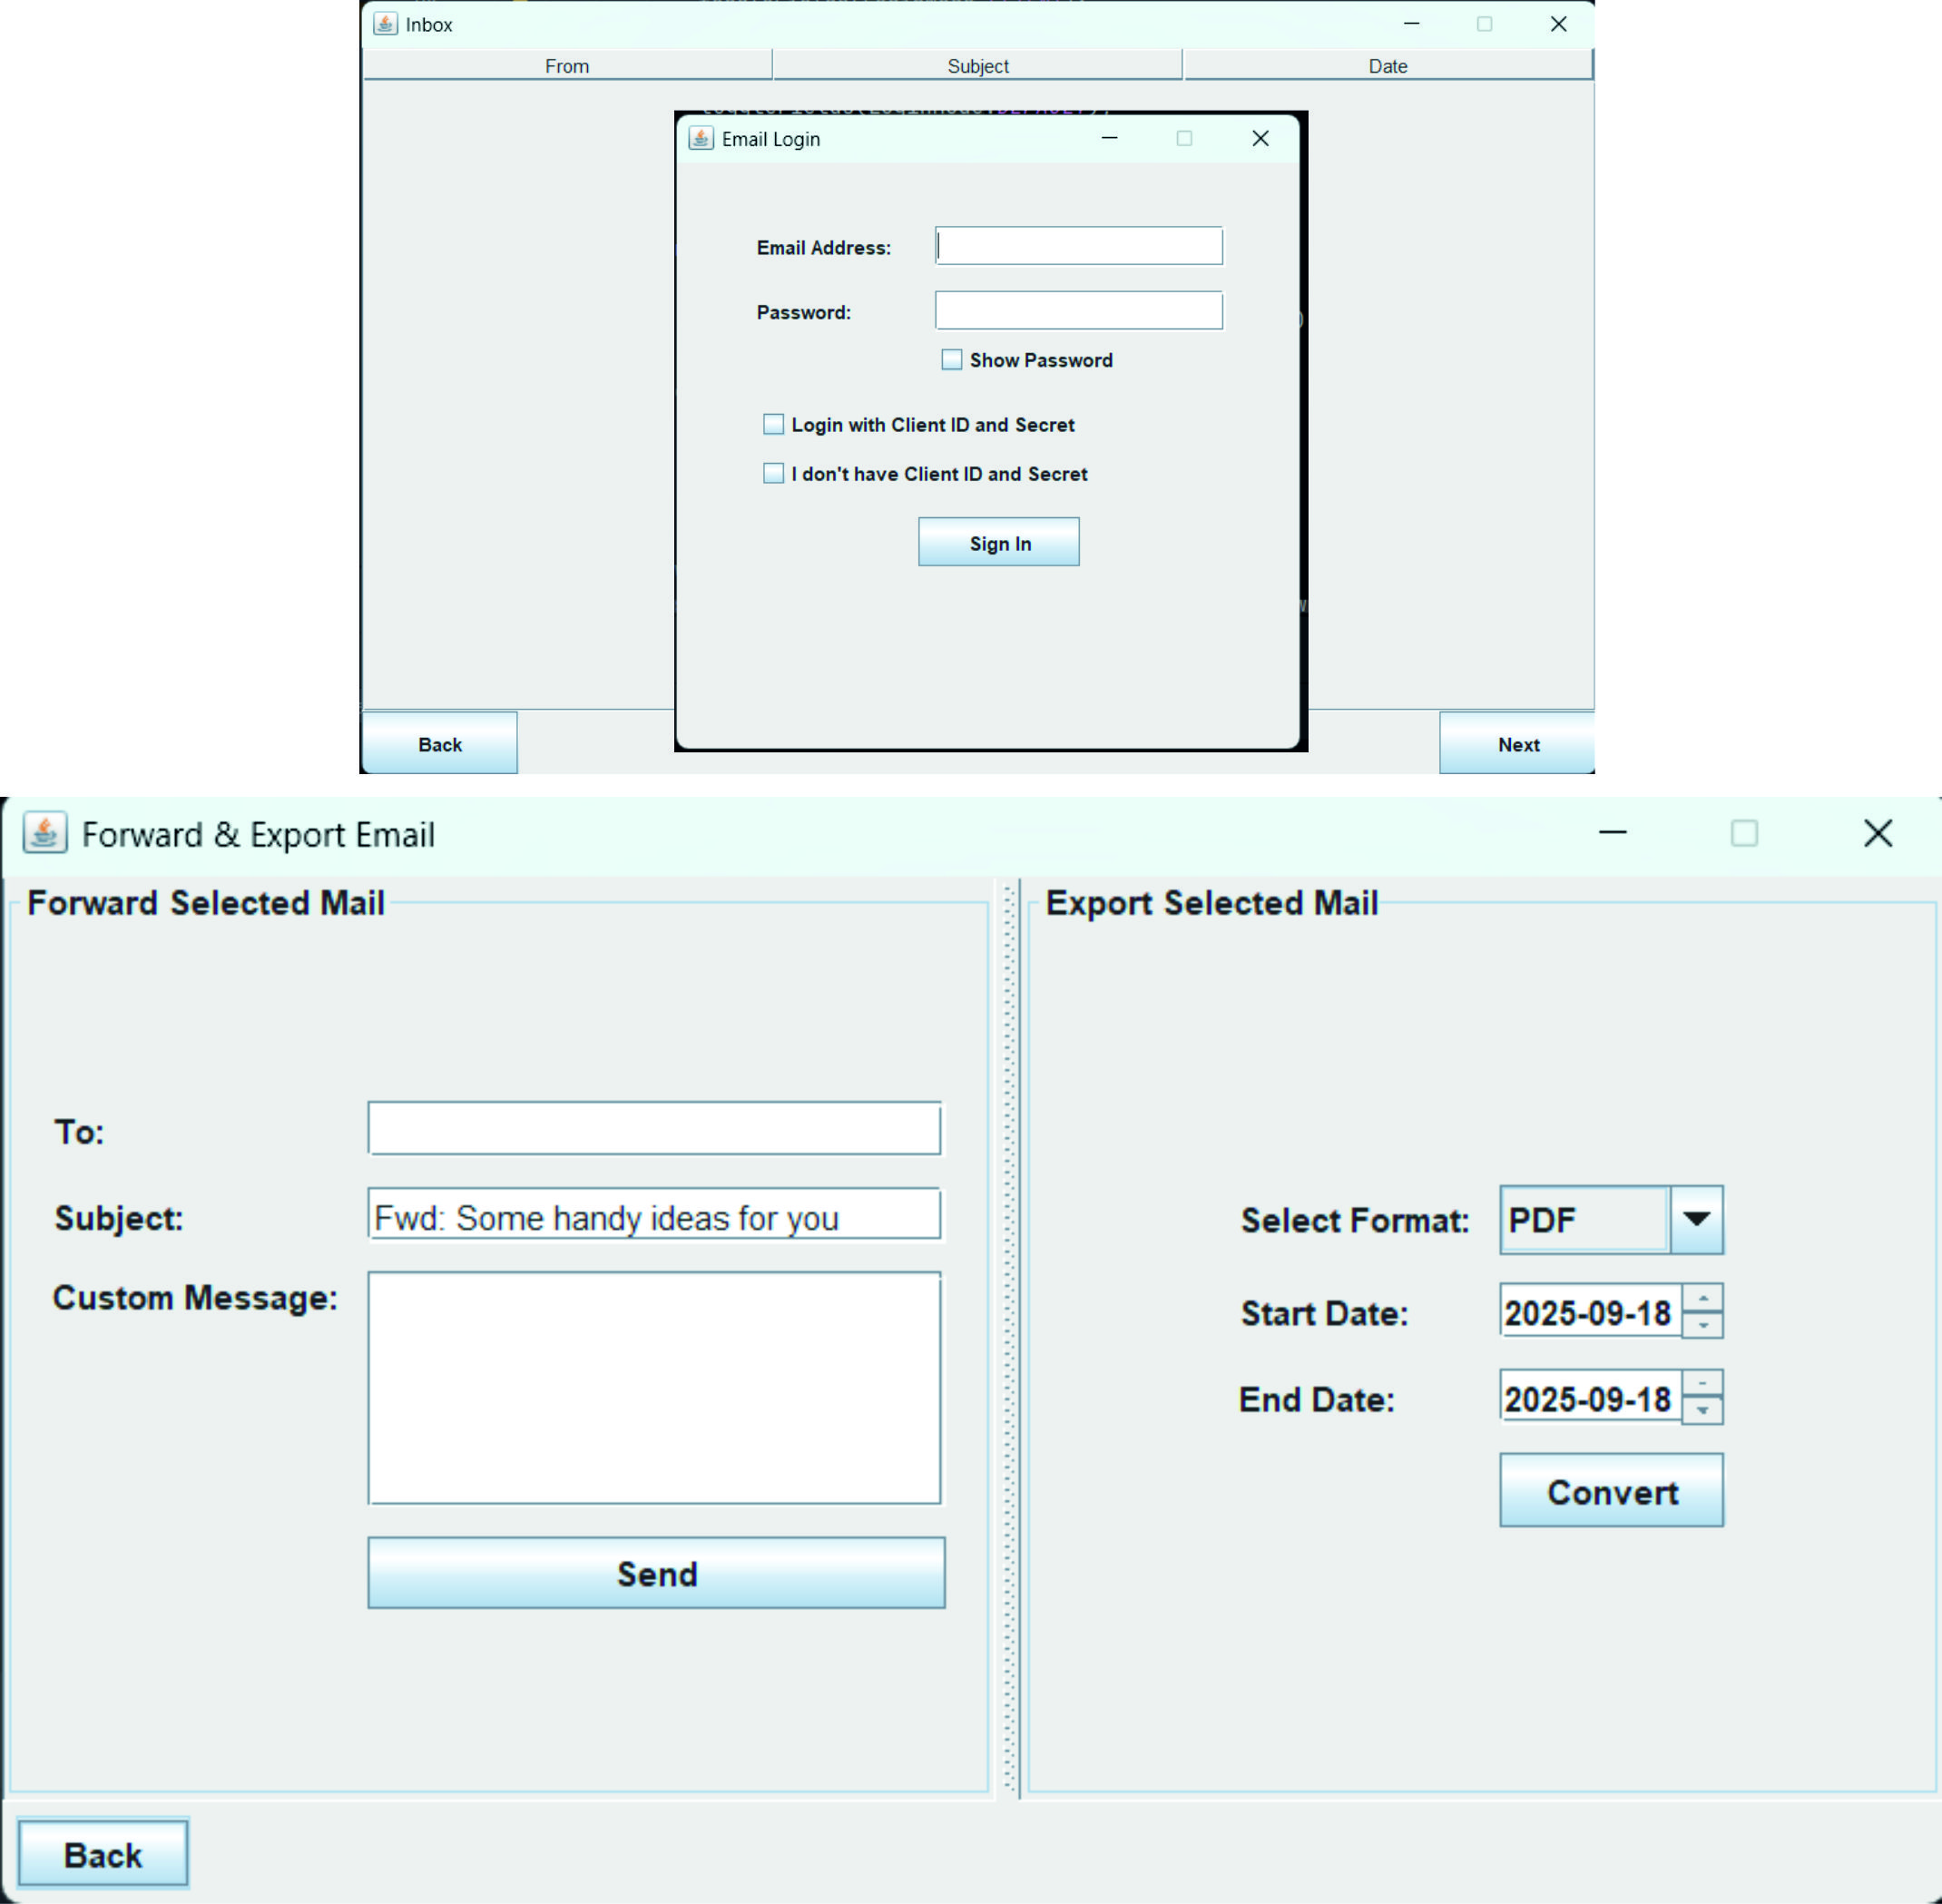 Inbox
From Subject Date
Email Login
Email Address:
Password:
Show Password
Login with Client ID and Secret
I don't have Client ID and Secret
Sign In
Back Next
Forward & Export Email
Forward Selected Mail
To:
Subject: Fwd: Some handy ideas for you
Custom Message:
Send
Export Selected Mail
Select Format: PDF
Start Date: 2025-09-18
End Date: 2025-09-18
Convert
Back